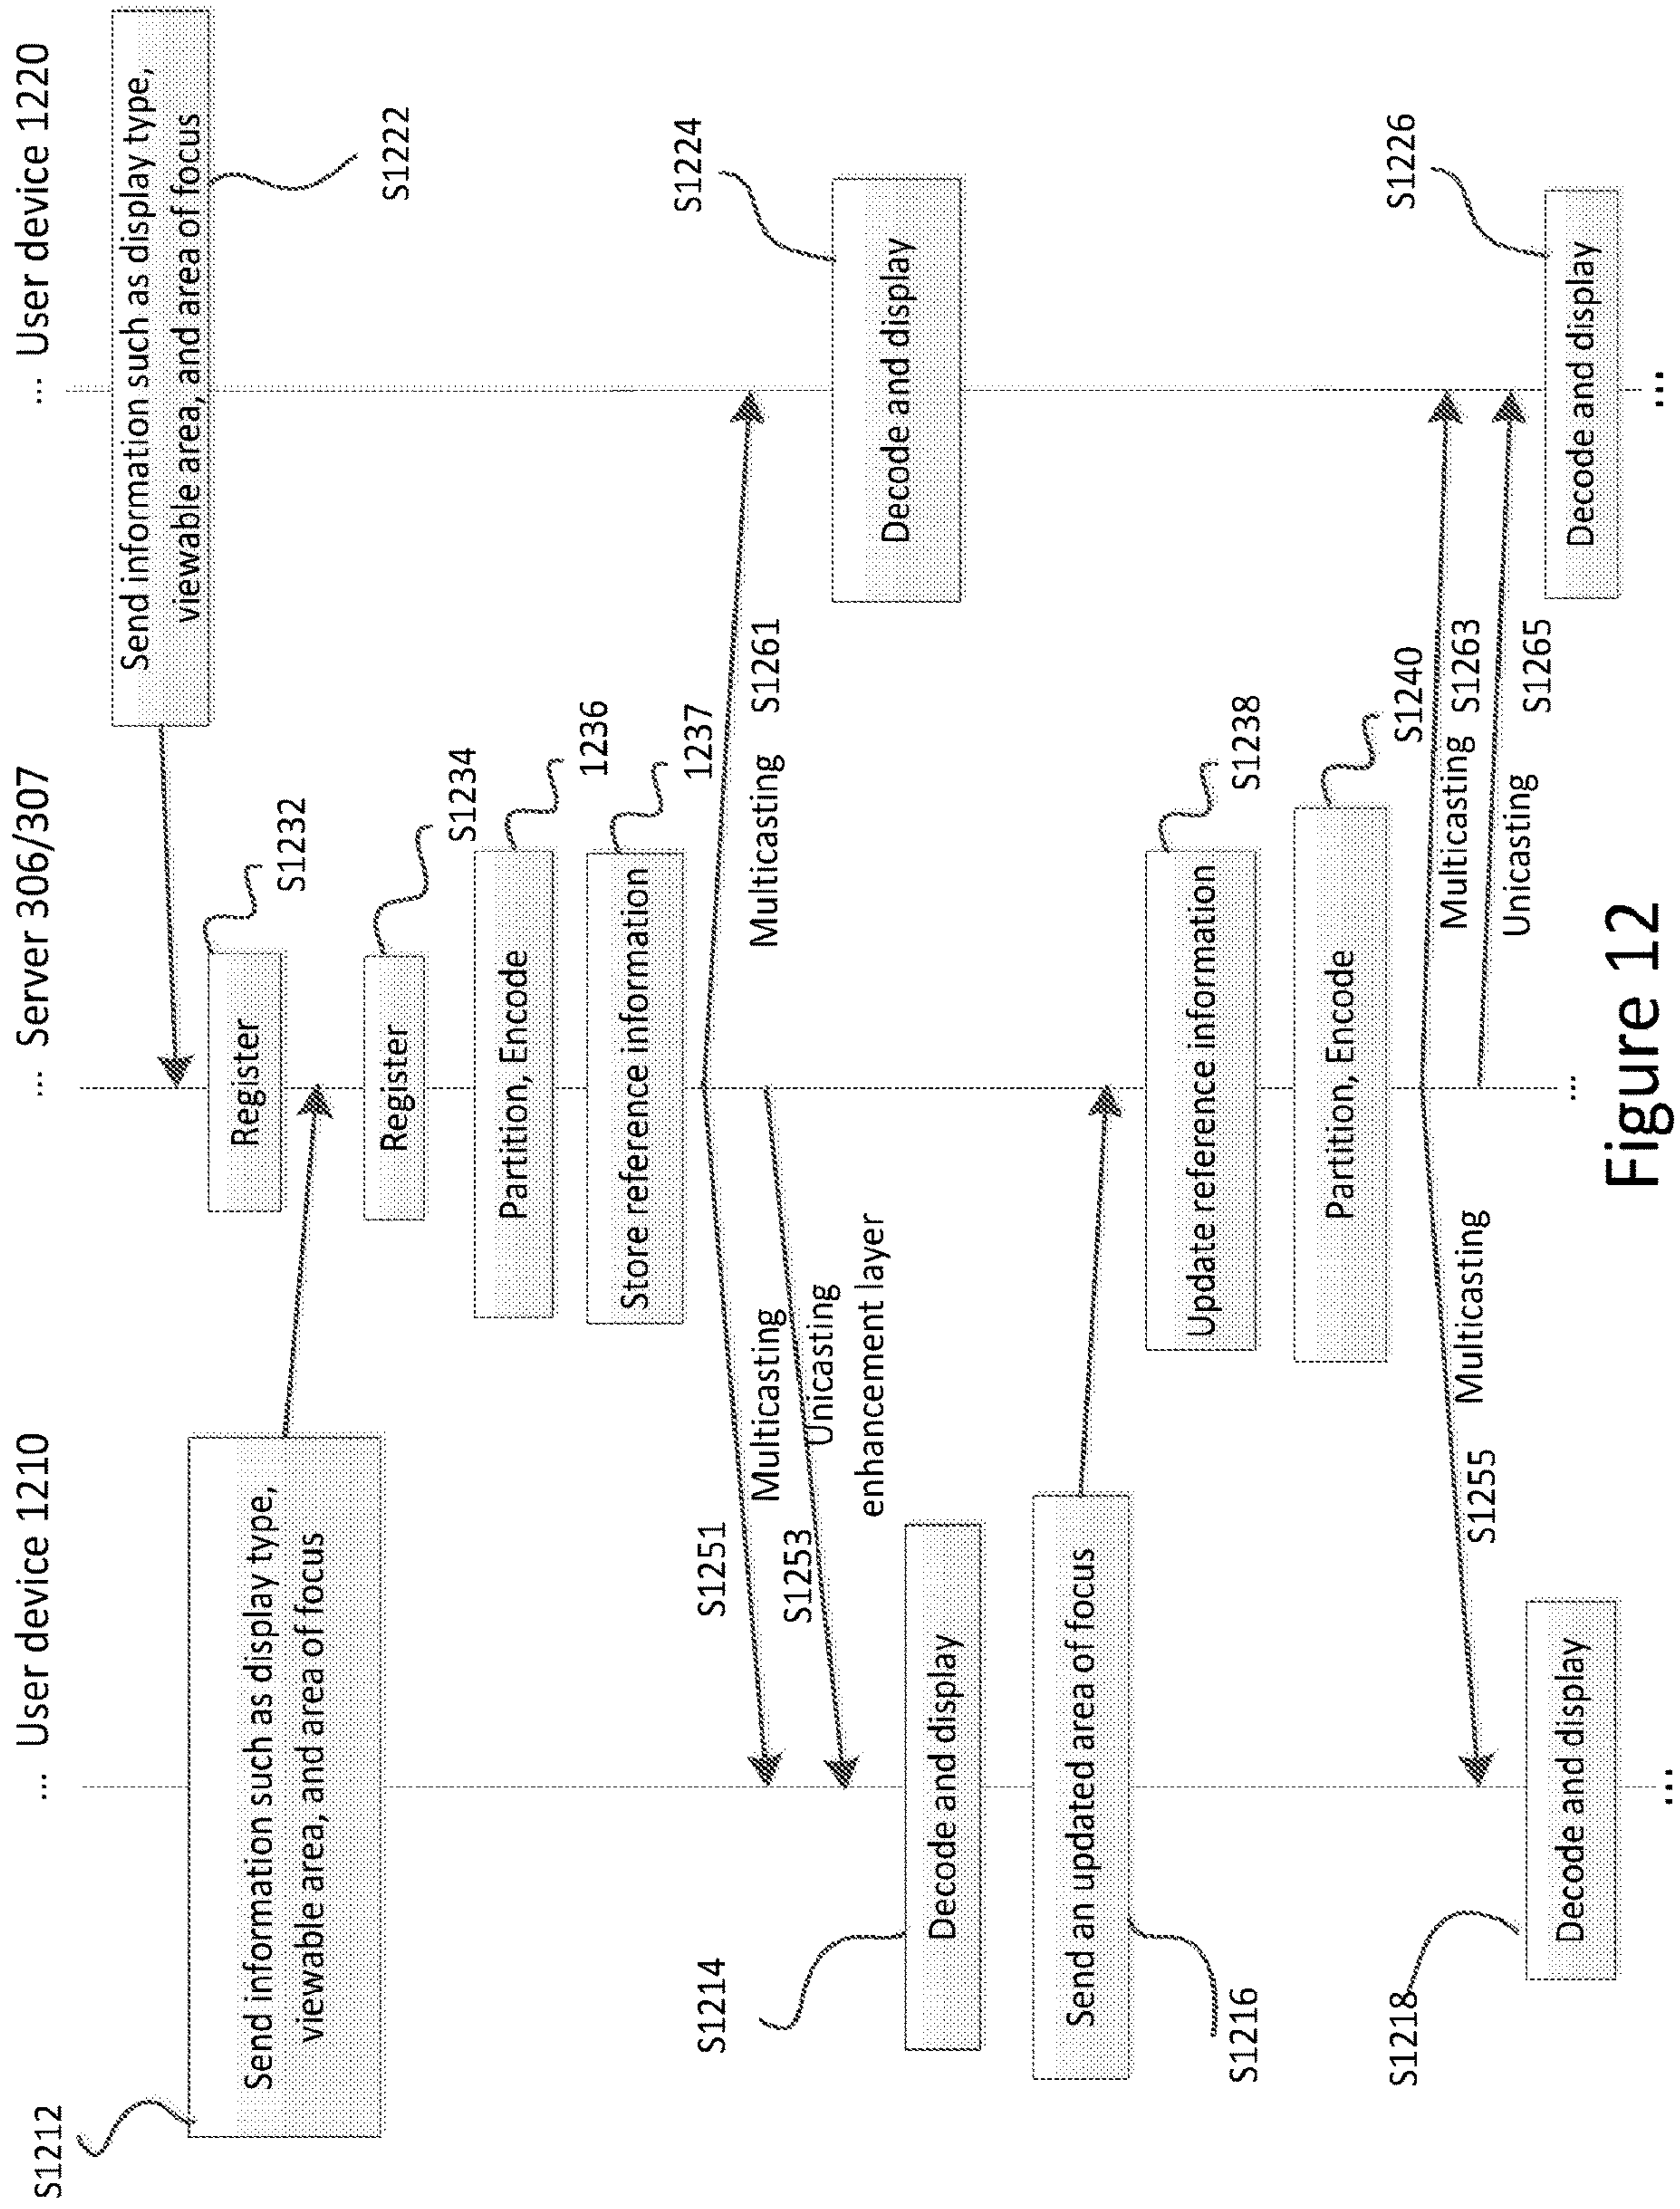 ... User device 1210
... Server 306/307
... User device 1220
Send information such as display type,
viewable area, and area of focus
S1222
S1212
Send information such as display type,
viewable area, and area of focus
Register
S1232
Register
S1234
Partition, Encode
1236
Store reference information
1237
S1251
Multicasting
Multicasting
S1261
S1253
Unicasting
enhancement layer
S1224
Decode and display
S1214
Decode and display
Send an updated area of focus
S1216
Update reference information
S1238
Partition, Encode
S1240
S1255
Multicasting
Multicasting
S1263
Unicasting
S1265
S1226
Decode and display
S1218
Decode and display
...
...
...
Figure 12